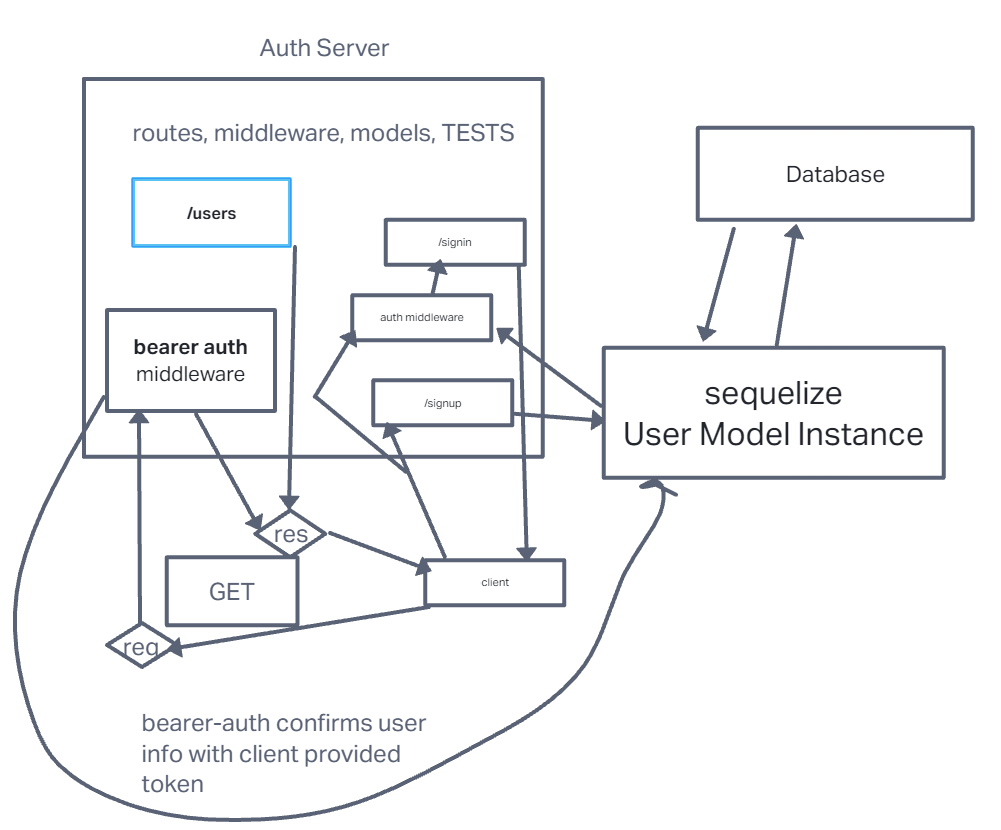 Auth Server
routes, middleware, models, TESTS
Database
/users
/signin
auth middleware
bearer auth
middleware
/signup
sequelize
User Model Instance
res
GET
client
req
bearer-auth confirms user
info with client provided
token